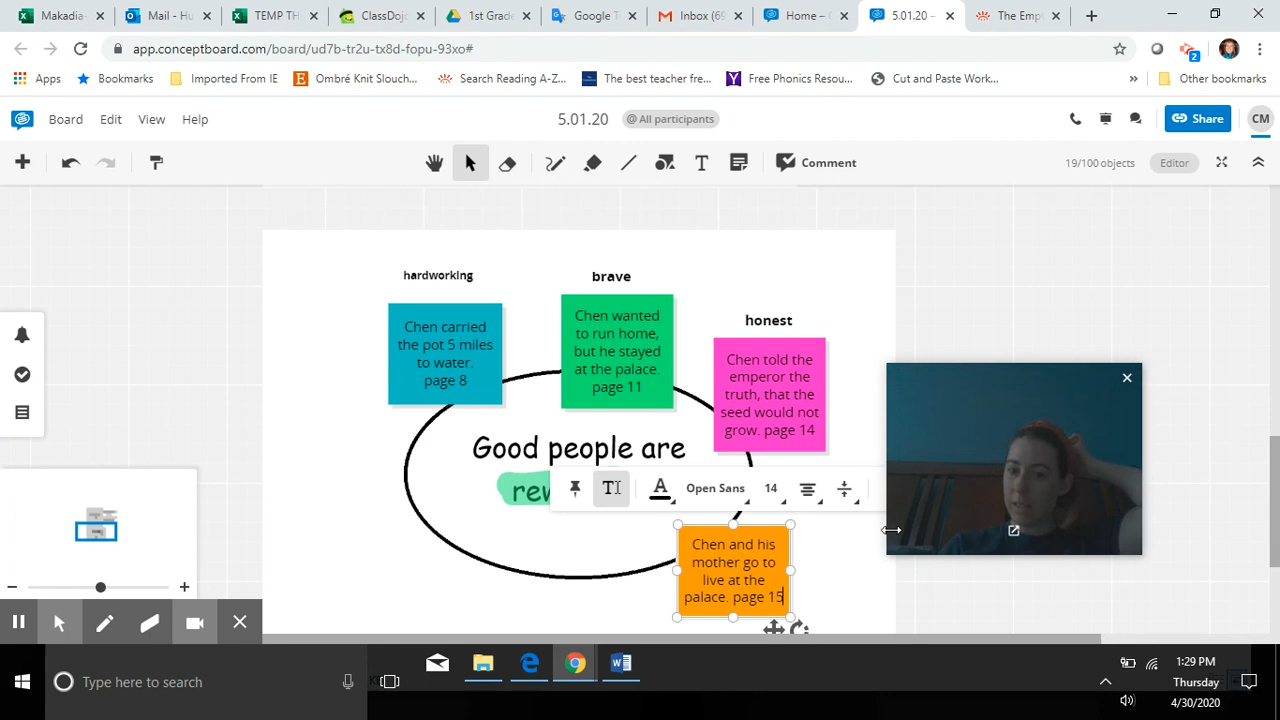 Makadia-
Mail - Hu
TEMP TH
ClassDojo
1st Grade
Google T
Inbox (69
Home –
5.01.20 –
The Emp
app.conceptboard.com/board/ud7b-tr2u-tx8d-fopu-93xo#
2
Apps
Bookmarks
Imported From IE
Ombré Knit Slouch...
Search Reading A-Z...
The best teacher fre...
Free Phonics Resou...
Cut and Paste Work...
»
Other bookmarks
Board
Edit
View
Help
5.01.20
@ All participants
Share
CM
Comment
19/100 objects
Editor
hardworking
brave
honest
Chen carried
the pot 5 miles
to water.
page 8
Chen wanted
to run home,
but he stayed
at the palace.
page 11
Chen told the
emperor the
truth, that the
seed would not
grow. page 14
Good people are
Open Sans
14
Chen and his
mother go to
live at the
palace. page 15
Type here to search
1:29 PM
Thursday
4/30/2020